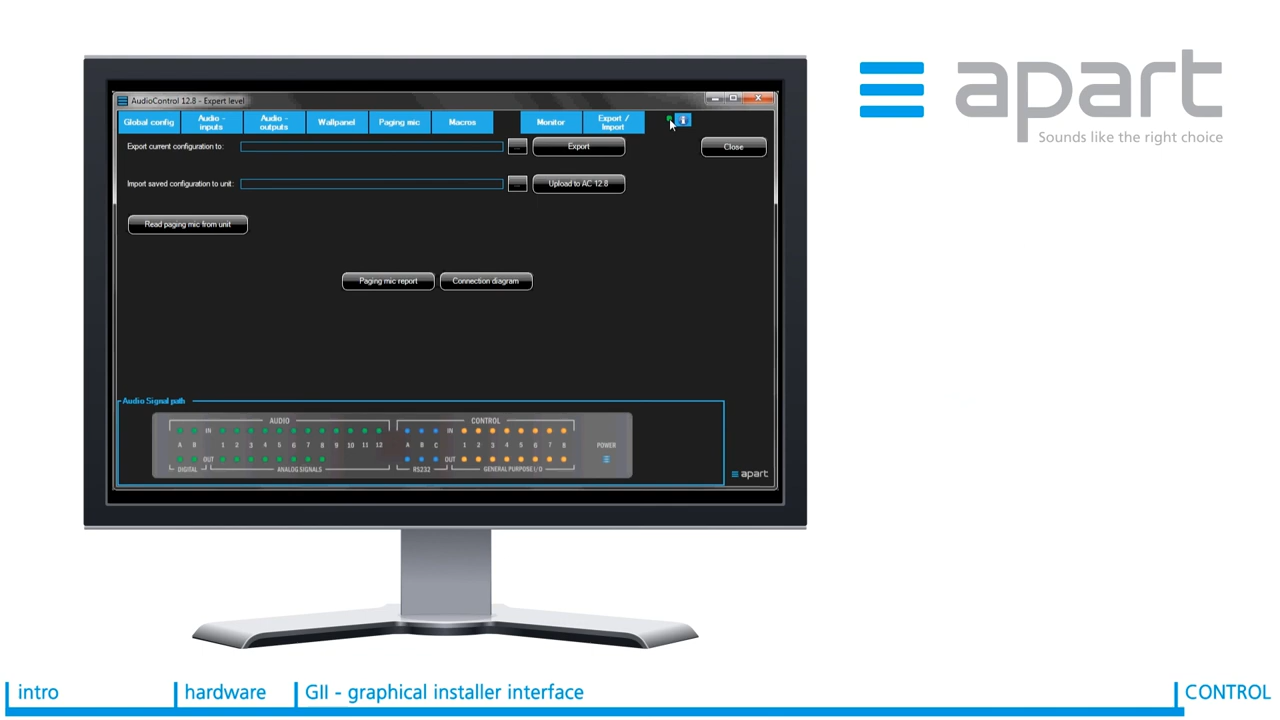 apart
Sounds like the right choice
AudioControl 12.8 - Expert level
Global config
Audio - inputs
Audio - outputs
Wallpanel
Paging mic
Macros
Monitor
Export / Import
Export current configuration to:
...
Export
Close
Import saved configuration to unit:
...
Upload to AC 12.8
Read paging mic from unit
Paging mic report
Connection diagram
Audio Signal path
AUDIO
CONTROL
IN
IN
A B 1 2 3 4 5 6 7 8 9 10 11 12
A B C 1 2 3 4 5 6 7 8
POWER
OUT
OUT
DIGITAL
ANALOG SIGNALS
RS232
GENERAL PURPOSE I/O
apart
intro
hardware
GII - graphical installer interface
CONTROL